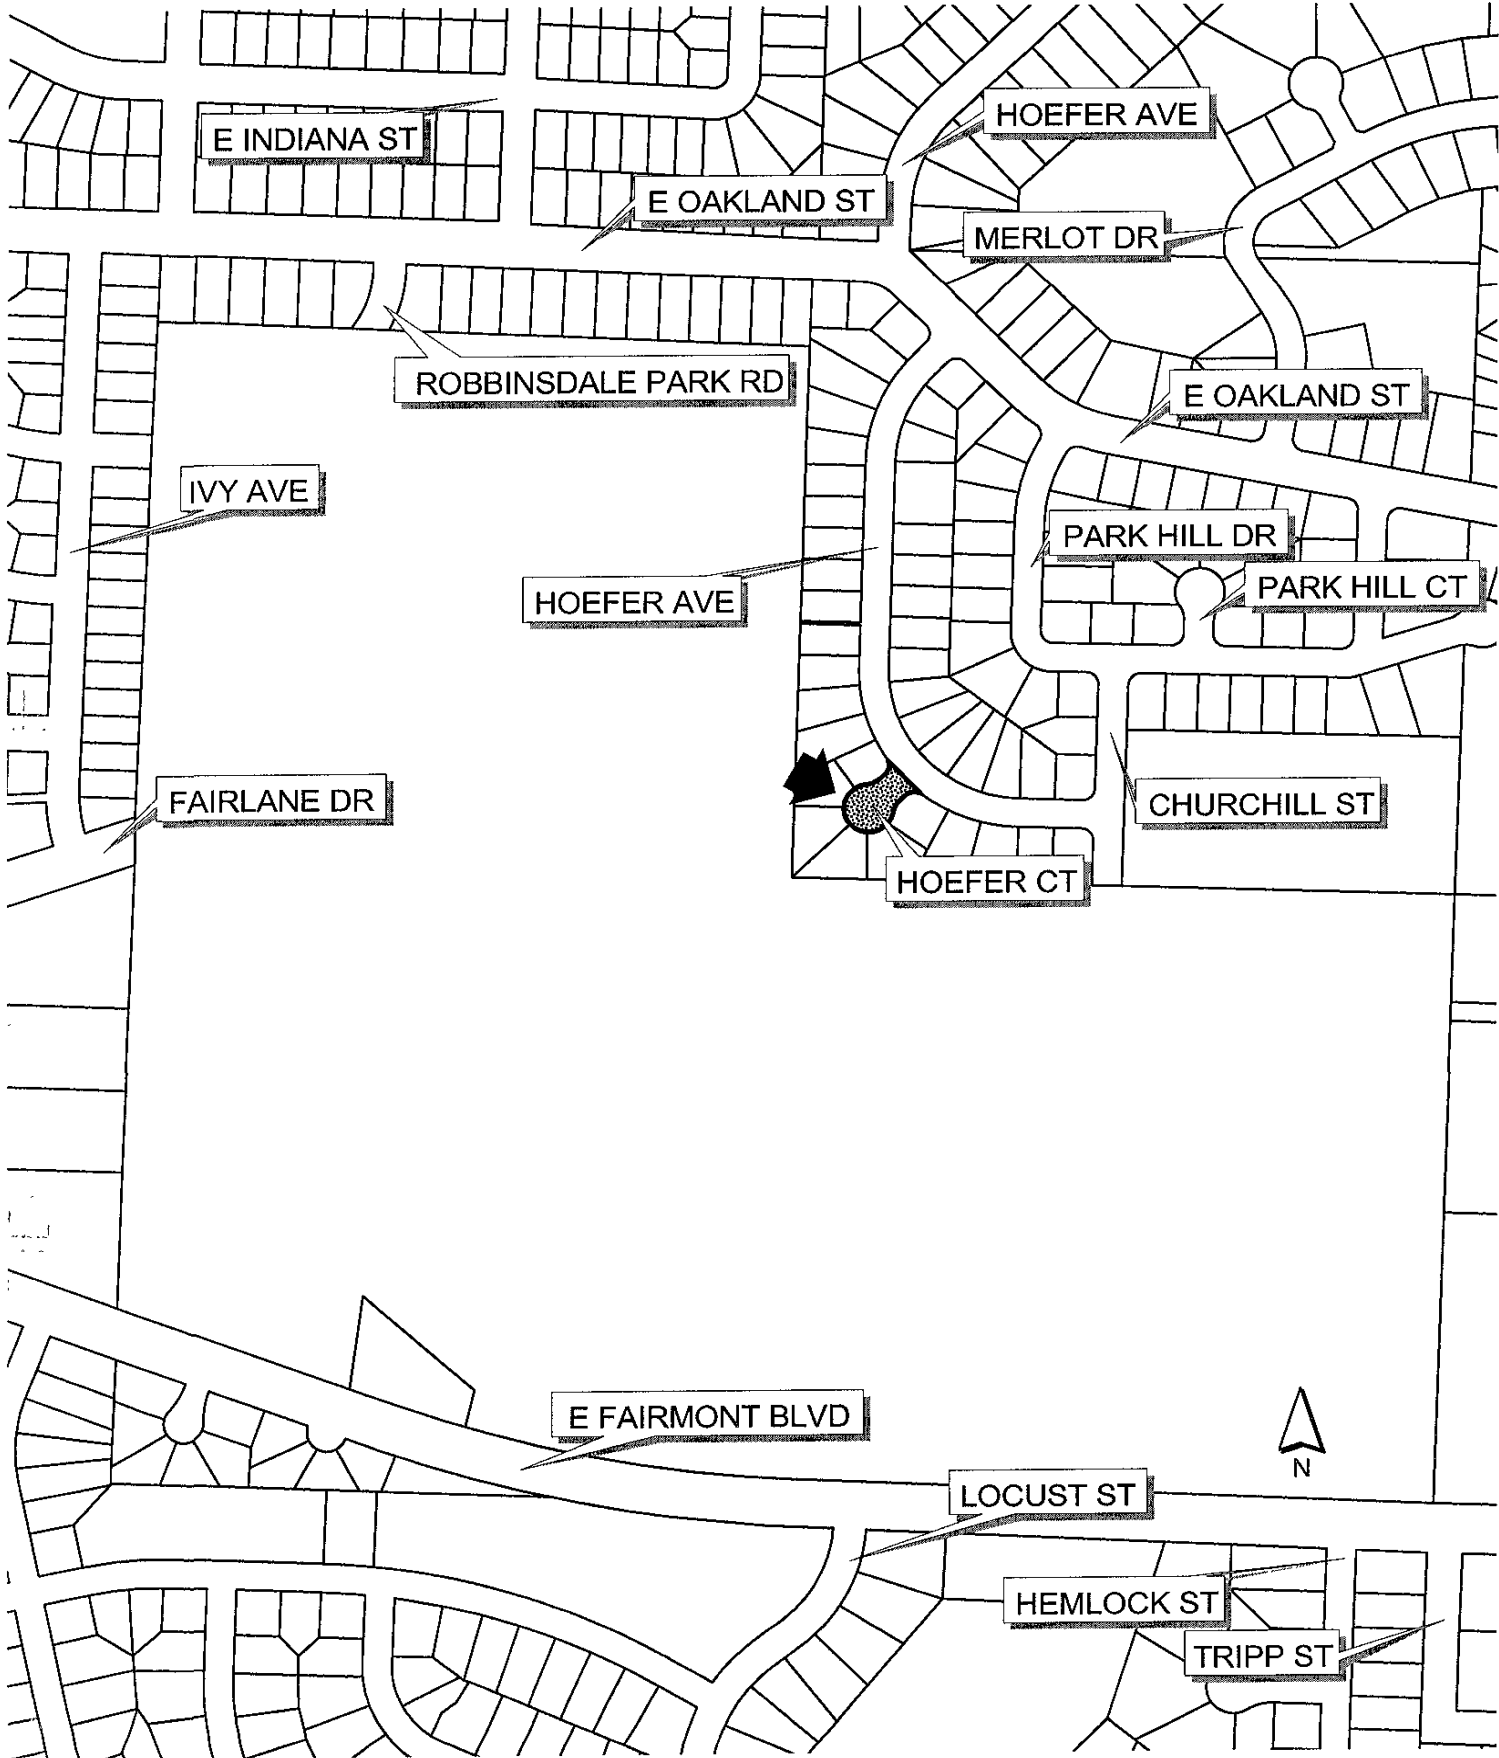 HOEFER AVE
E INDIANA ST
E OAKLAND ST
MERLOT DR
ROBBINSDALE PARK RD
E OAKLAND ST
IVY AVE
PARK HILL DR
PARK HILL CT
HOEFER AVE
FAIRLANE DR
CHURCHILL ST
HOEFER CT
E FAIRMONT BLVD
N
LOCUST ST
HEMLOCK ST
TRIPP ST